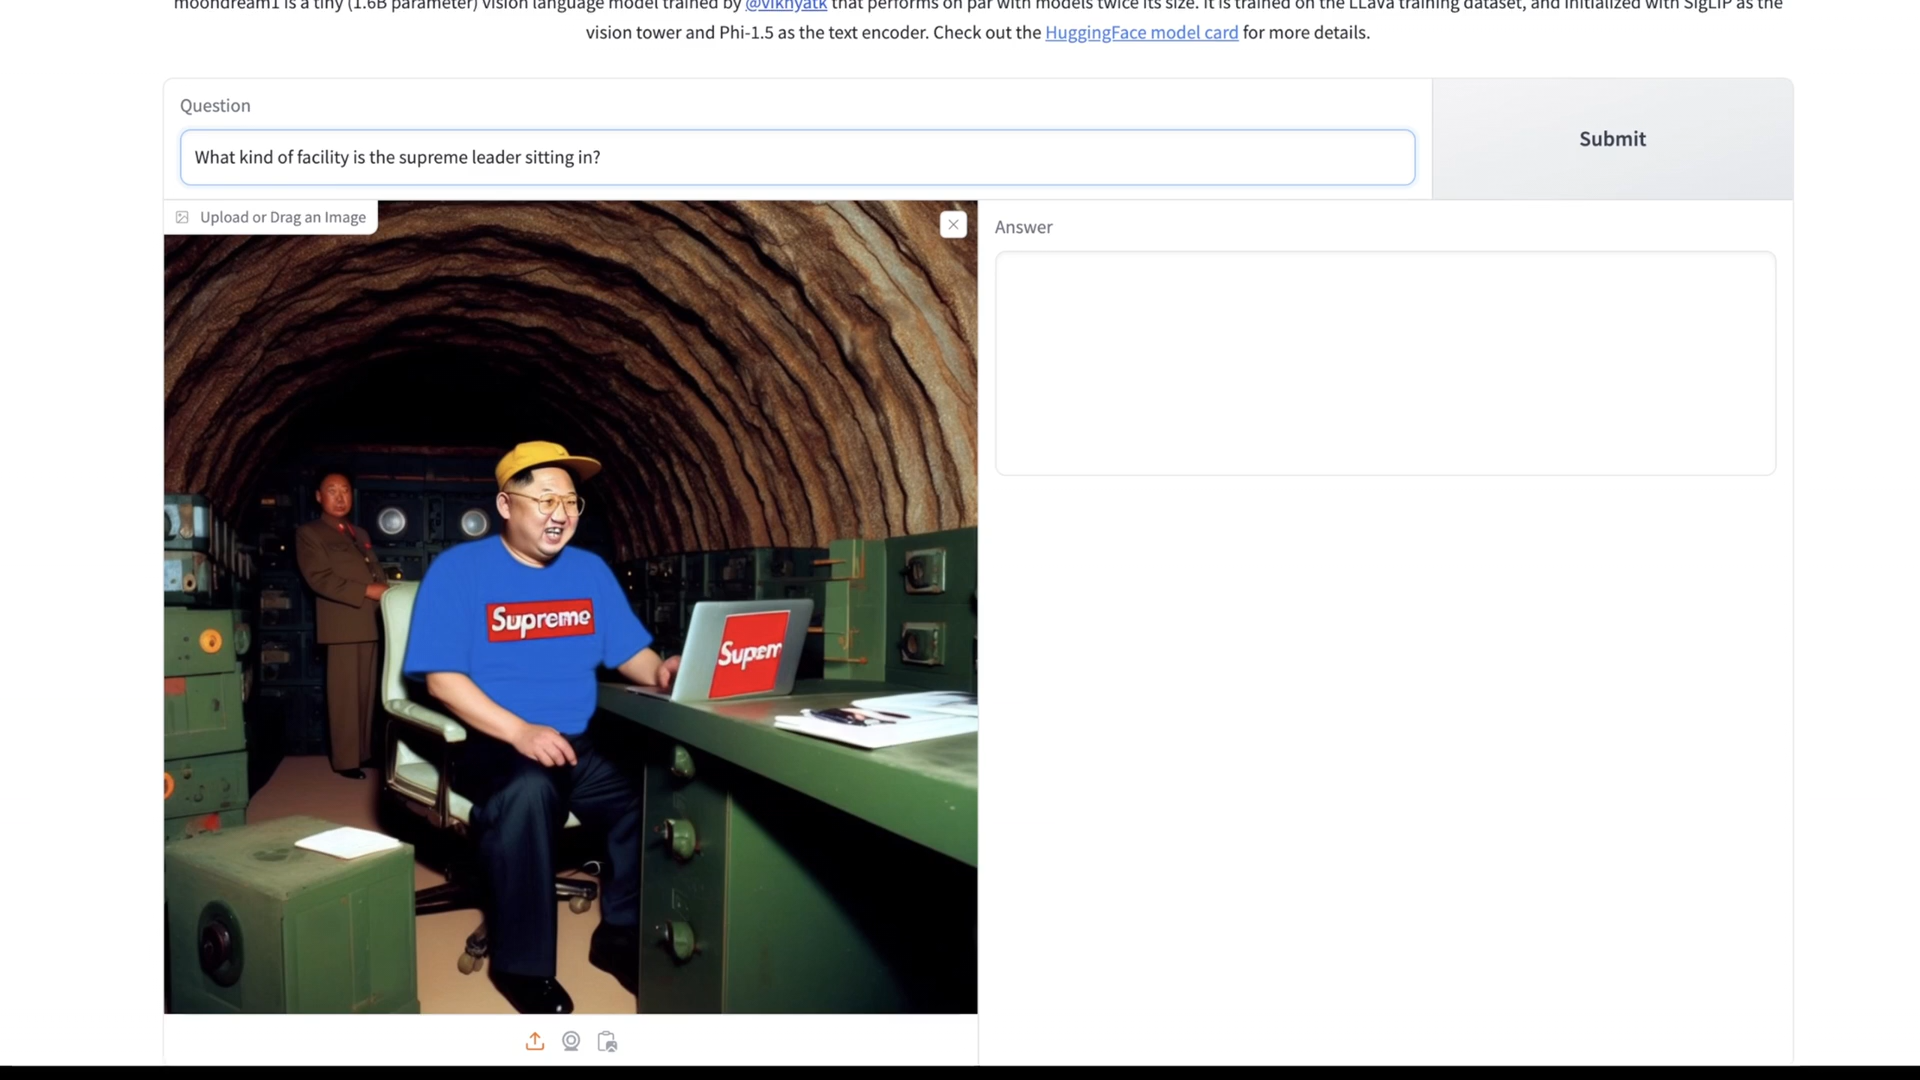 moondream1 is a tiny (1.6B parameter) vision language model trained by @vikhyatk that performs on par with models twice its size. It is trained on the LLaVa training dataset, and initialized with SigLIP as the
vision tower and Phi-1.5 as the text encoder. Check out the HuggingFace model card for more details.
Question
Submit
What kind of facility is the supreme leader sitting in?
Upload or Drag an Image
Answer
Supreme
Supem